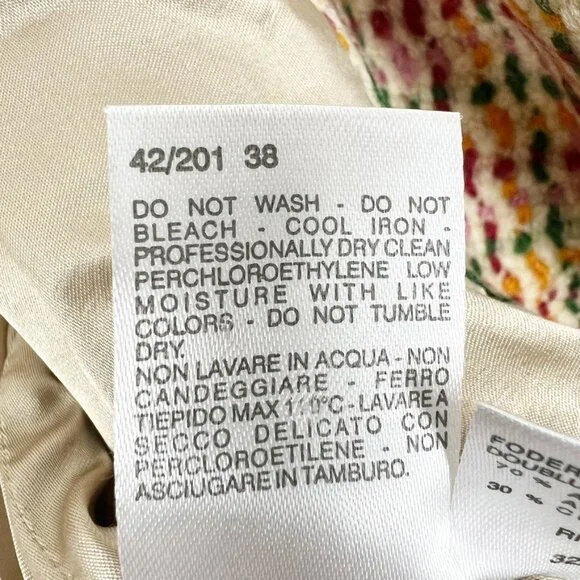 42/201 38
DO NOT WASH - DO NOT
BLEACH - COOL IRON -
PROFESSIONALLY DRY CLEAN
PERCHLOROETHYLENE LOW
MOISTURE WITH LIKE
COLORS - DO NOT TUMBLE
DRY.
NON LAVARE IN ACQUA - NON
CANDEGGIARE - FERRO
TIEPIDO MAX - LAVARE A
SECCO DELICATO CON
PERCLOROETILENE - NON
ASCIUGARE IN TAMBURO.
70 %
30 %